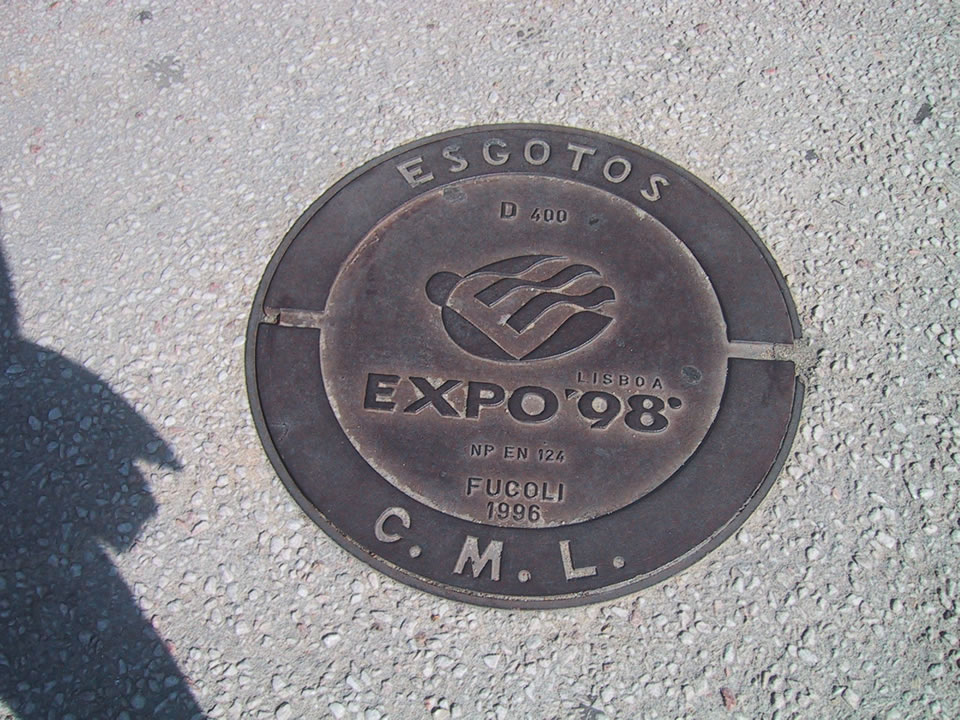 ESGOTOS
D 400
LISBOA
EXPO'98
NP EN 124
FUCOLI
1996
C.M.L.